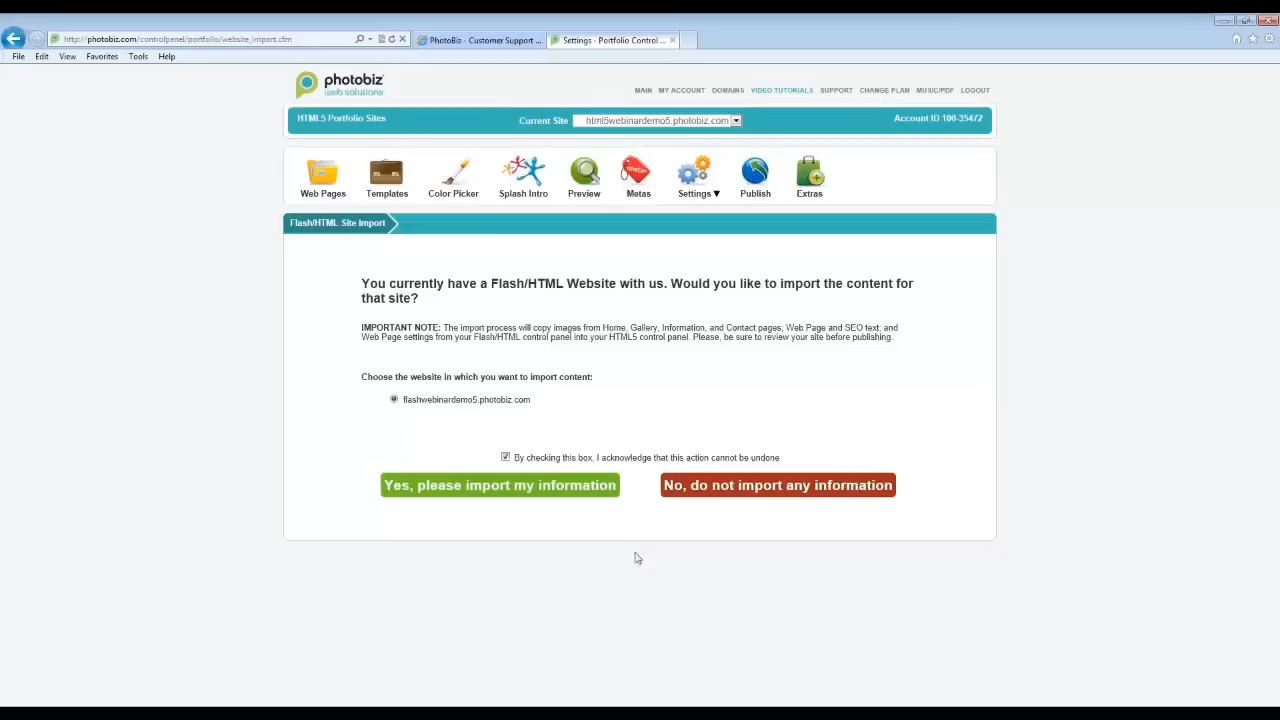 http://photobiz.com/controlpanel/portfolio/website_import.cfm
PhotoBiz - Customer Support ...
Settings - Portfolio Control ...
File Edit View Favorites Tools Help
photobiz
web solutions
MAIN MY ACCOUNT DOMAINS VIDEO TUTORIALS SUPPORT CHANGE PLAN MUSIC/PDF LOGOUT
HTML5 Portfolio Sites
Current Site html5webinardemo5.photobiz.com
Account ID 100-35472
Web Pages Templates Color Picker Splash Intro Preview Metas Settings ▼ Publish Extras
Flash/HTML Site Import
You currently have a Flash/HTML Website with us. Would you like to import the content for
that site?
IMPORTANT NOTE: The import process will copy images from Home, Gallery, Information, and Contact pages; Web Page and SEO text; and
Web Page settings from your Flash/HTML control panel into your HTML5 control panel. Please, be sure to review your site before publishing.
Choose the website in which you want to import content:
flashwebinardemo5.photobiz.com
By checking this box, I acknowledge that this action cannot be undone
Yes, please import my information
No, do not import any information